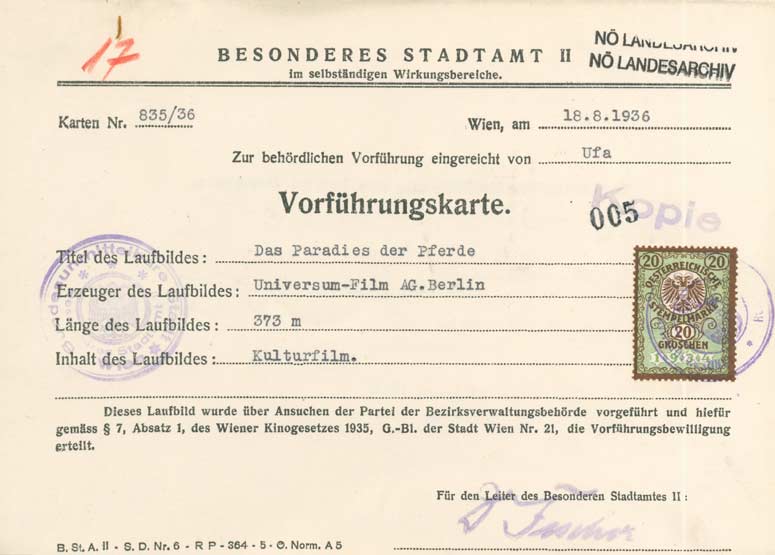 17
BESONDERES STADTAMT II
im selbständigen Wirkungsbereiche.
NÖ LANDESARCHIV
NÖ LANDESARCHIV
Karten Nr. 835/36
Wien, am 18.8.1936
Zur behördlichen Vorführung eingereicht von Ufa
Vorführungskarte.
005
Kopie
Titel des Laufbildes: Das Paradies der Pferde
Erzeuger des Laufbildes: Universum-Film AG.Berlin
Länge des Laufbildes: 373 m
Inhalt des Laufbildes: Kulturfilm.
20 20
OESTERREICHISCHE
STEMPELMARKE
20
GROSCHEN
Dieses Laufbild wurde über Ansuchen der Partei der Bezirksverwaltungsbehörde vorgeführt und hiefür
gemäss § 7, Absatz 1, des Wiener Kinogesetzes 1935, G.-Bl. der Stadt Wien Nr. 21, die Vorführungsbewilligung
erteilt.
Für den Leiter des Besonderen Stadtamtes II:
B. St. A. II - S. D. Nr. 6 - R P - 364 - 5 - Ö. Norm. A 5